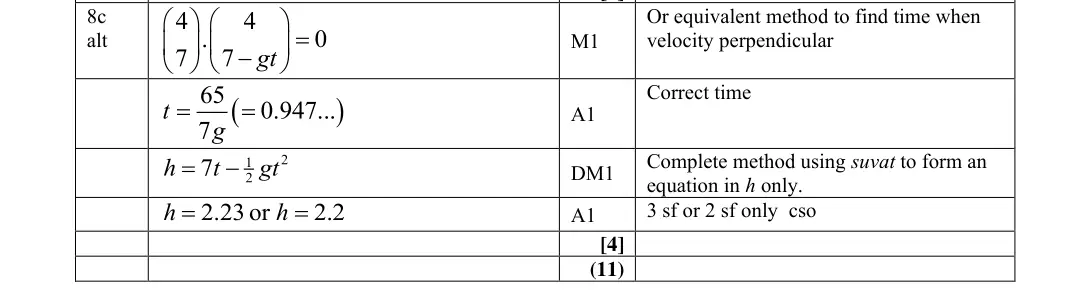 8c
alt
(4 7).(4 7 − gt) = 0
M1
Or equivalent method to find time when
velocity perpendicular
t = 65/7g (= 0.947...)
A1
Correct time
h = 7t − ½ gt²
DM1
Complete method using suvat to form an
equation in h only.
h = 2.23 or h = 2.2
A1
3 sf or 2 sf only cso
[4]
(11)